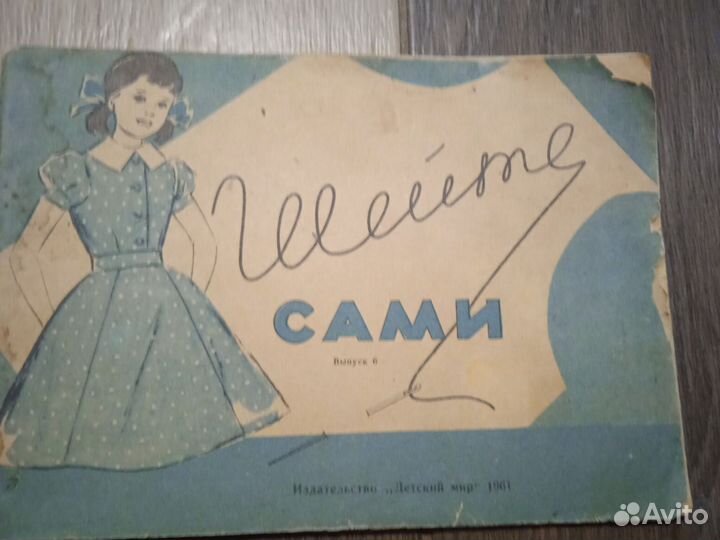 Шейте
САМИ
Выпуск 6
Издательство „Детский мир" 1961
Avito